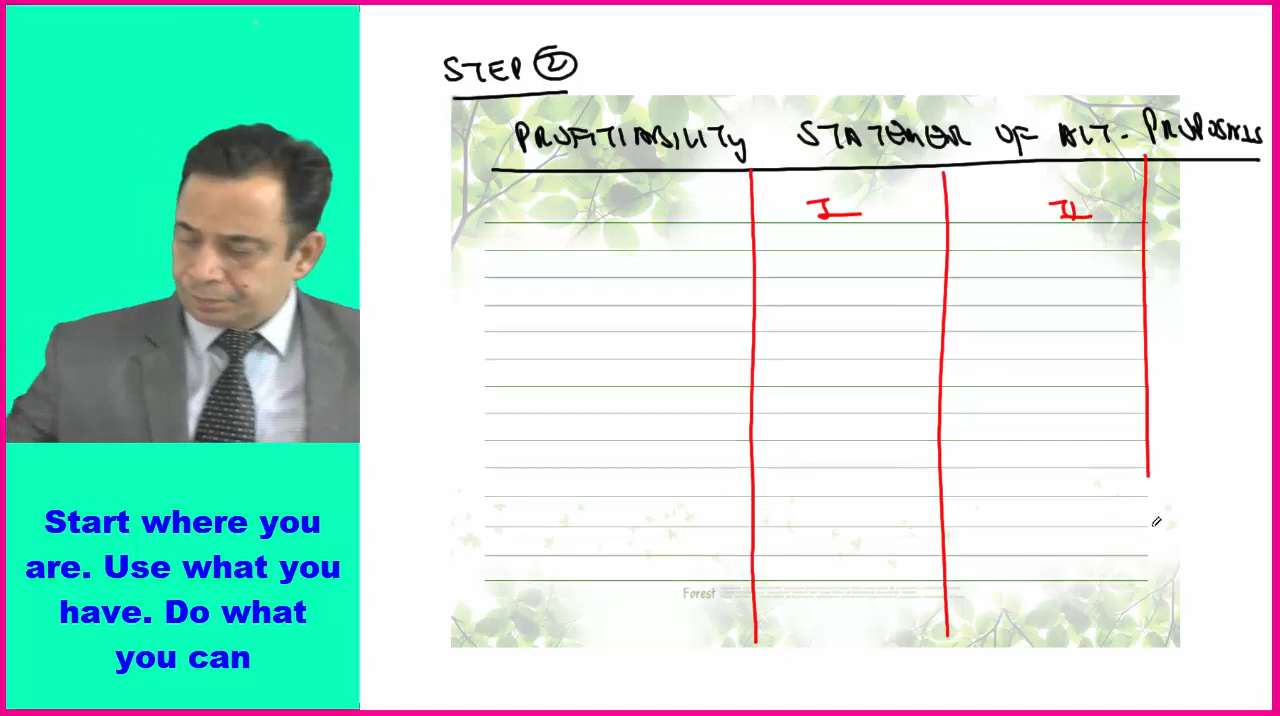 STEP 2
PROFITIABILITY STATEMENT OF ALT. PROPOSALS
I II
Forest
Start where you
are. Use what you
have. Do what
you can